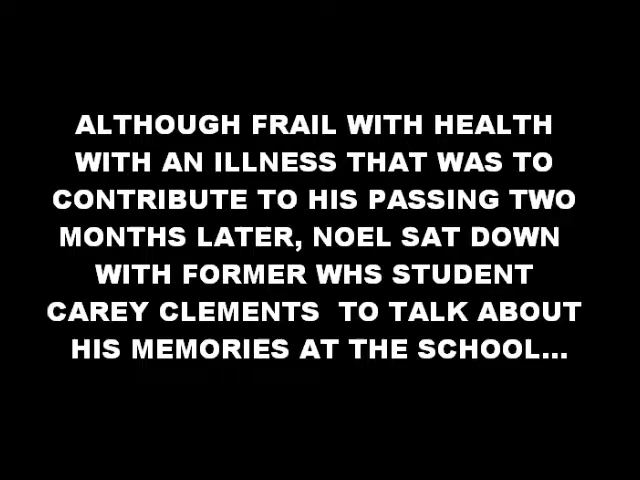 ALTHOUGH FRAIL WITH HEALTH
WITH AN ILLNESS THAT WAS TO
CONTRIBUTE TO HIS PASSING TWO
MONTHS LATER, NOEL SAT DOWN
WITH FORMER WHS STUDENT
CAREY CLEMENTS TO TALK ABOUT
HIS MEMORIES AT THE SCHOOL...